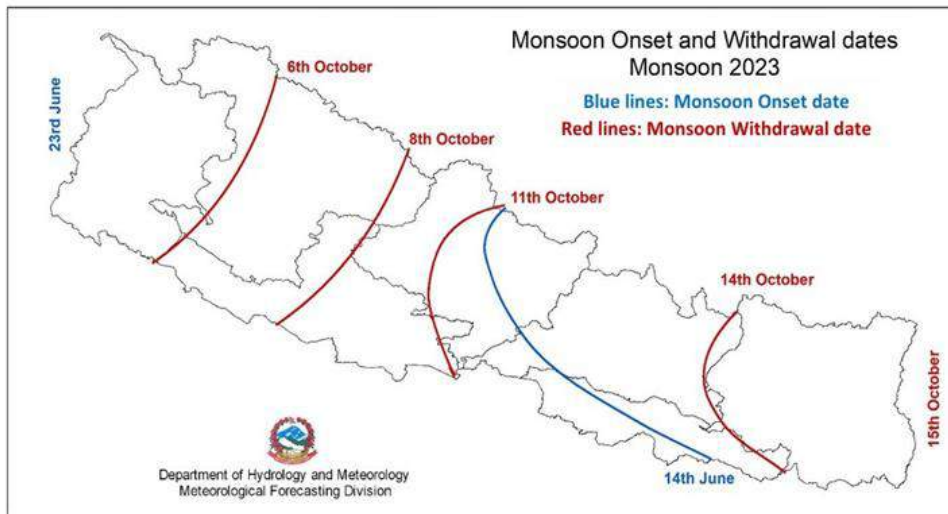 Monsoon Onset and Withdrawal dates
Monsoon 2023
Blue lines: Monsoon Onset date
Red lines: Monsoon Withdrawal date
6th October
23rd June
8th October
11th October
14th October
15th October
14th June
Department of Hydrology and Meteorology
Meteorological Forecasting Division